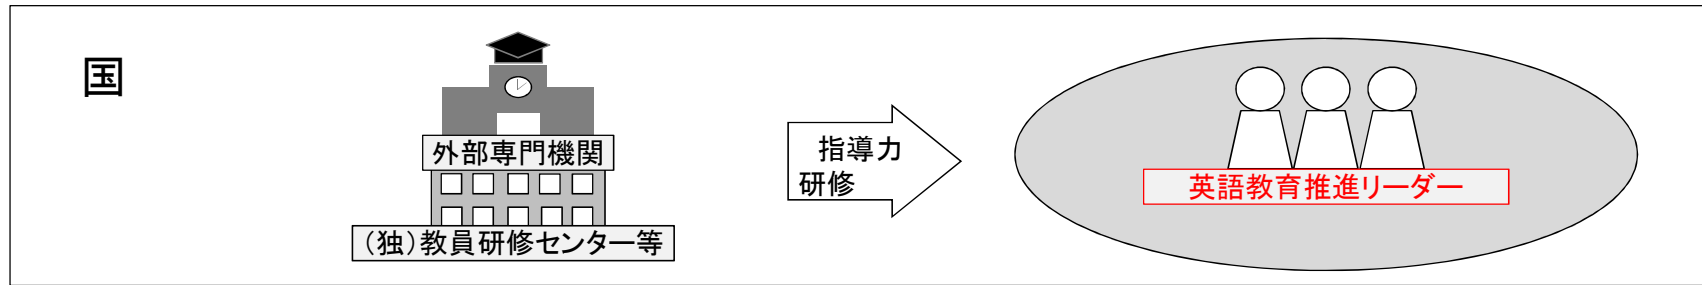 国
外部専門機関
（独）教員研修センター等
指導力
研修
英語教育推進リーダー